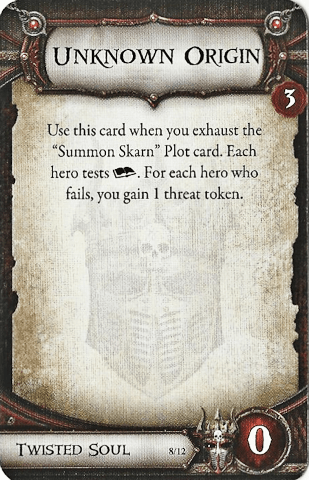 Unknown Origin
3
Use this card when you exhaust the
“Summon Skarn” Plot card. Each
hero tests . For each hero who
fails, you gain 1 threat token.
Twisted Soul 8/12 0